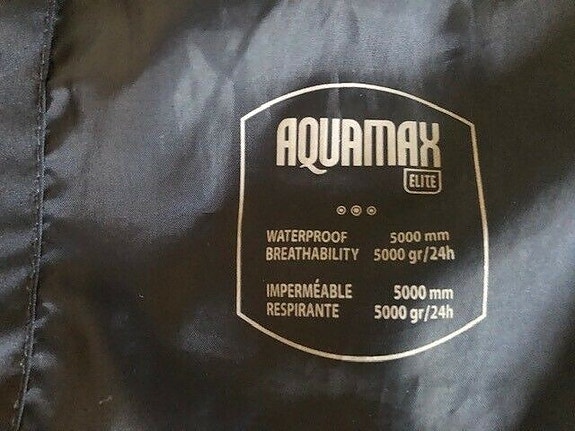 AQUAMAX
ELITE
WATERPROOF 5000 mm
BREATHABILITY 5000 gr/24h
IMPERMÉABLE 5000 mm
RESPIRANTE 5000 gr/24h